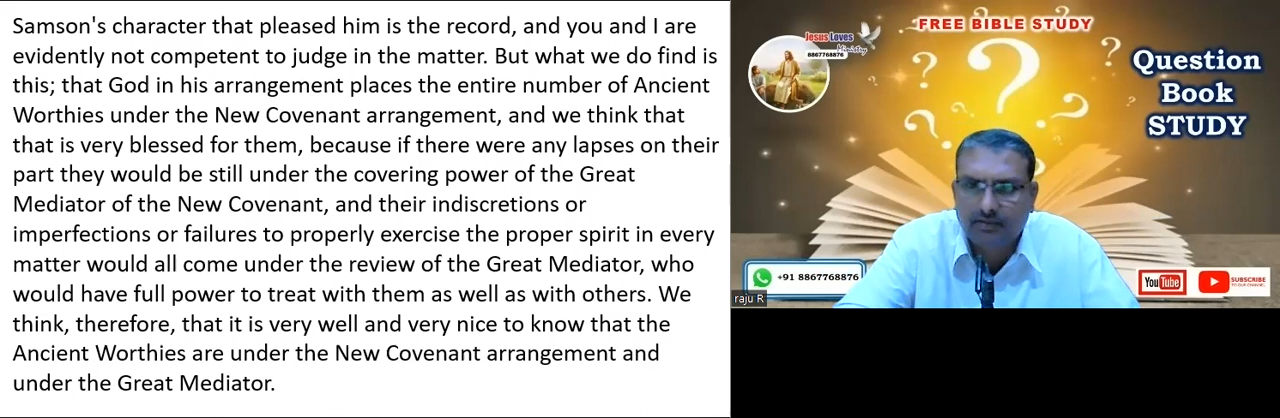 Samson's character that pleased him is the record, and you and I are
evidently not competent to judge in the matter. But what we do find is
this; that God in his arrangement places the entire number of Ancient
Worthies under the New Covenant arrangement, and we think that
that is very blessed for them, because if there were any lapses on their
part they would be still under the covering power of the Great
Mediator of the New Covenant, and their indiscretions or
imperfections or failures to properly exercise the proper spirit in every
matter would all come under the review of the Great Mediator, who
would have full power to treat with them as well as with others. We
think, therefore, that it is very well and very nice to know that the
Ancient Worthies are under the New Covenant arrangement and
under the Great Mediator.
FREE BIBLE STUDY
Jesus Loves
Ministry
8867768876
Question
Book
STUDY
+91 8867768876
YouTube
SUBSCRIBE
TO OUR CHANNEL
raju R